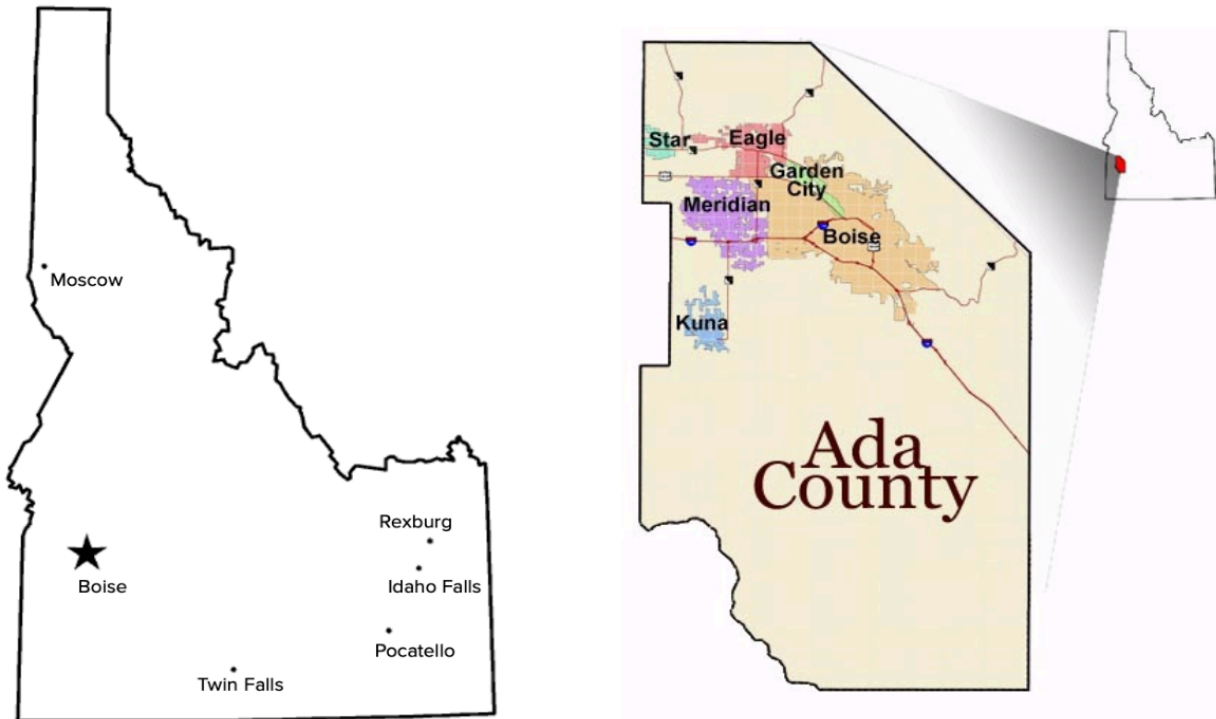 Moscow
Rexburg
Boise
Idaho Falls
Pocatello
Twin Falls
Star
Eagle
Garden
City
Meridian
Boise
Kuna
Ada
County